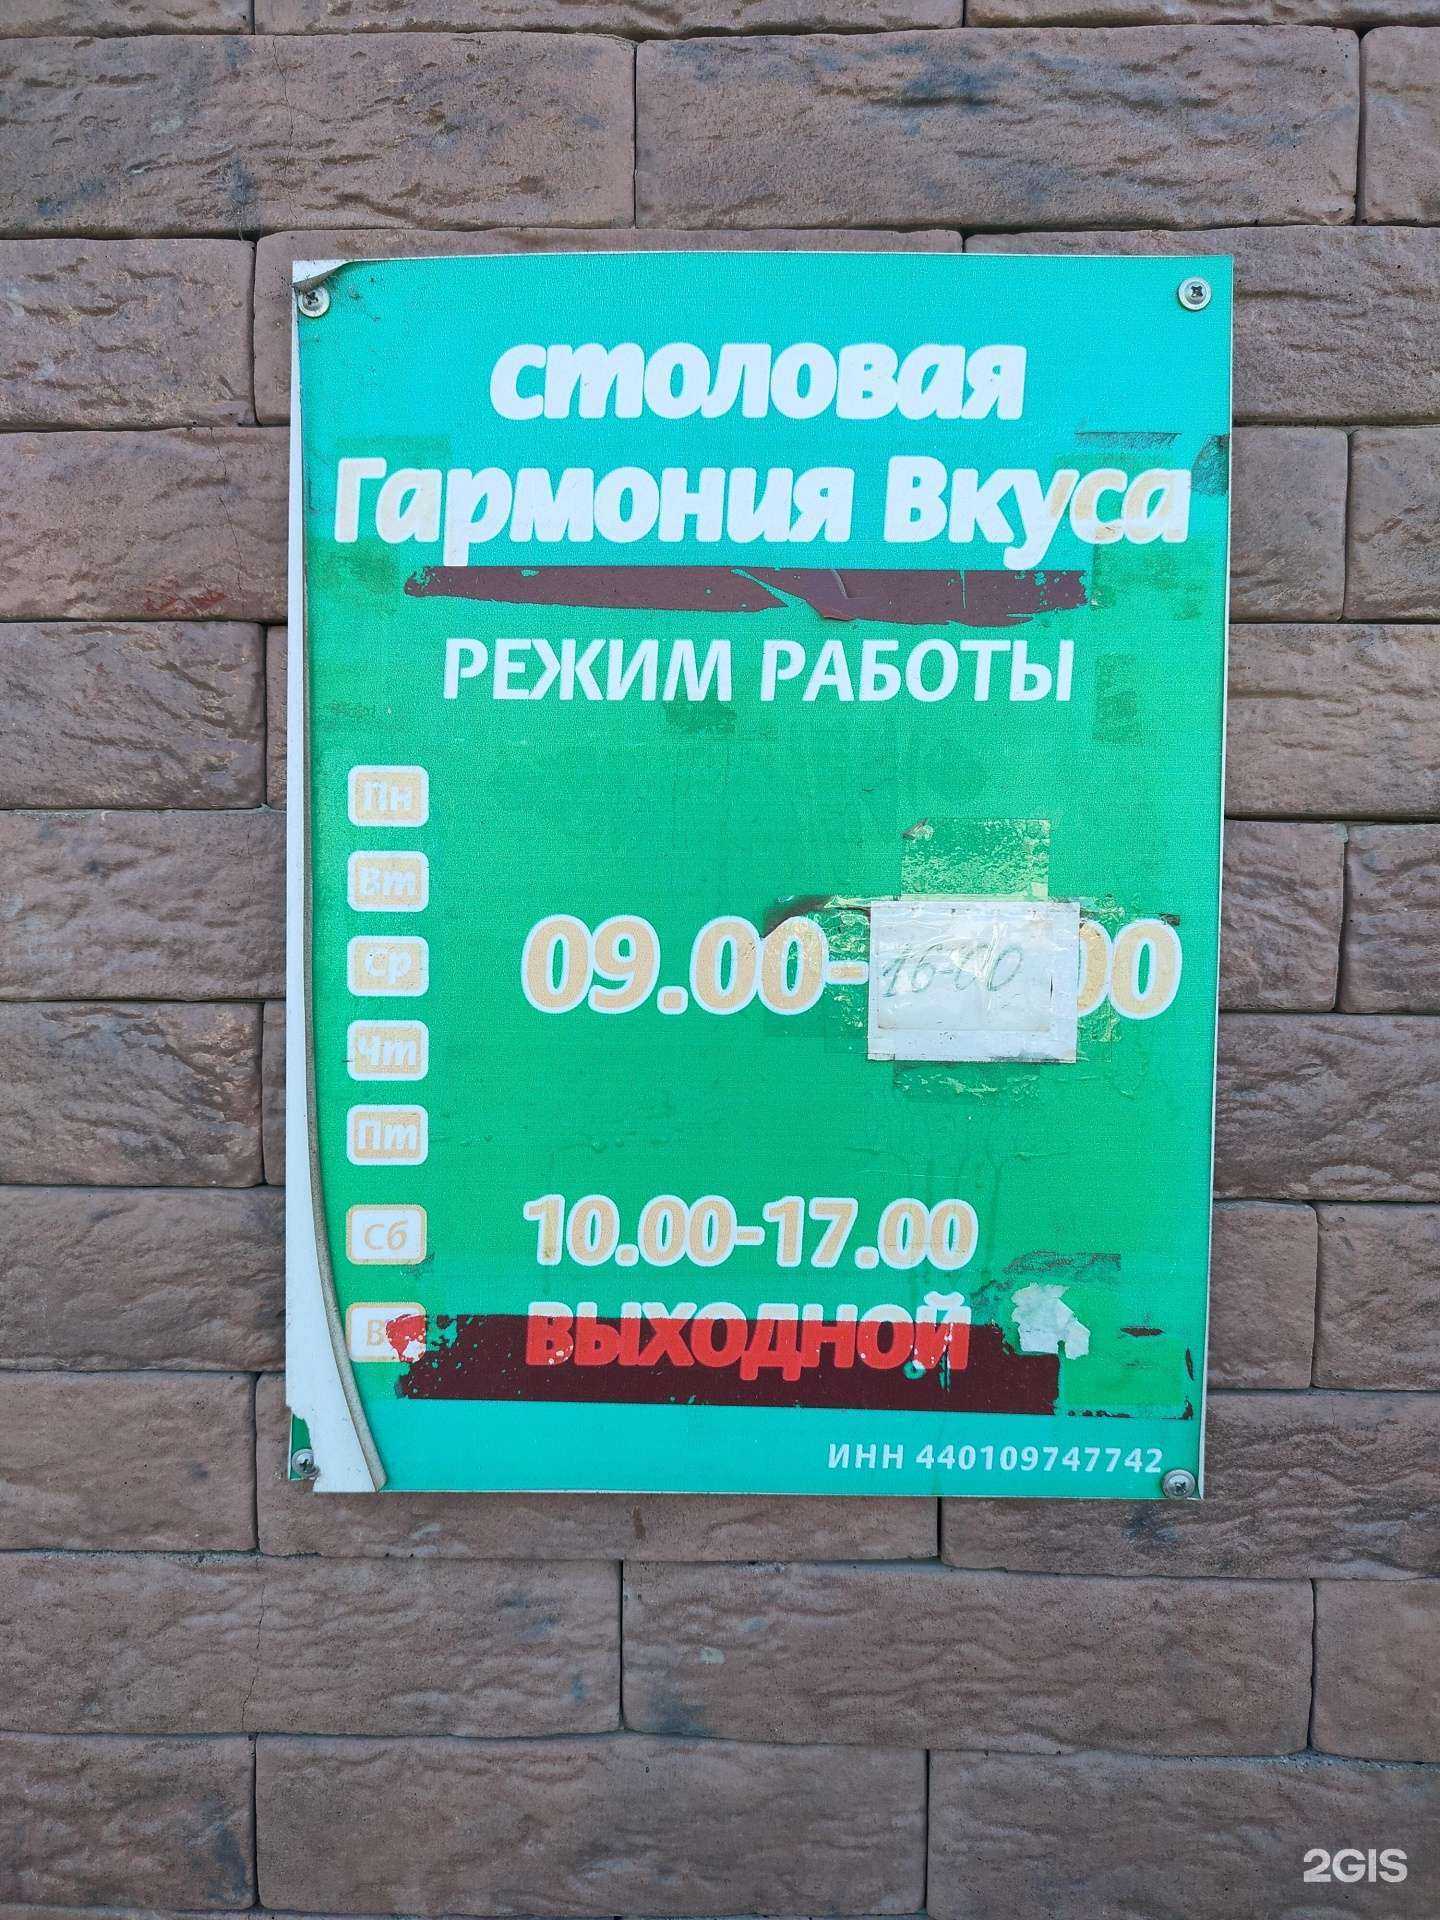 столовая
Гармония Вкуса
РЕЖИМ РАБОТЫ
Пн
Вт
Ср
09.00-16-00 00
Чт
Пт
Сб 10.00-17.00
В ВЫХОДНОЙ
ИНН 440109747742
2GIS